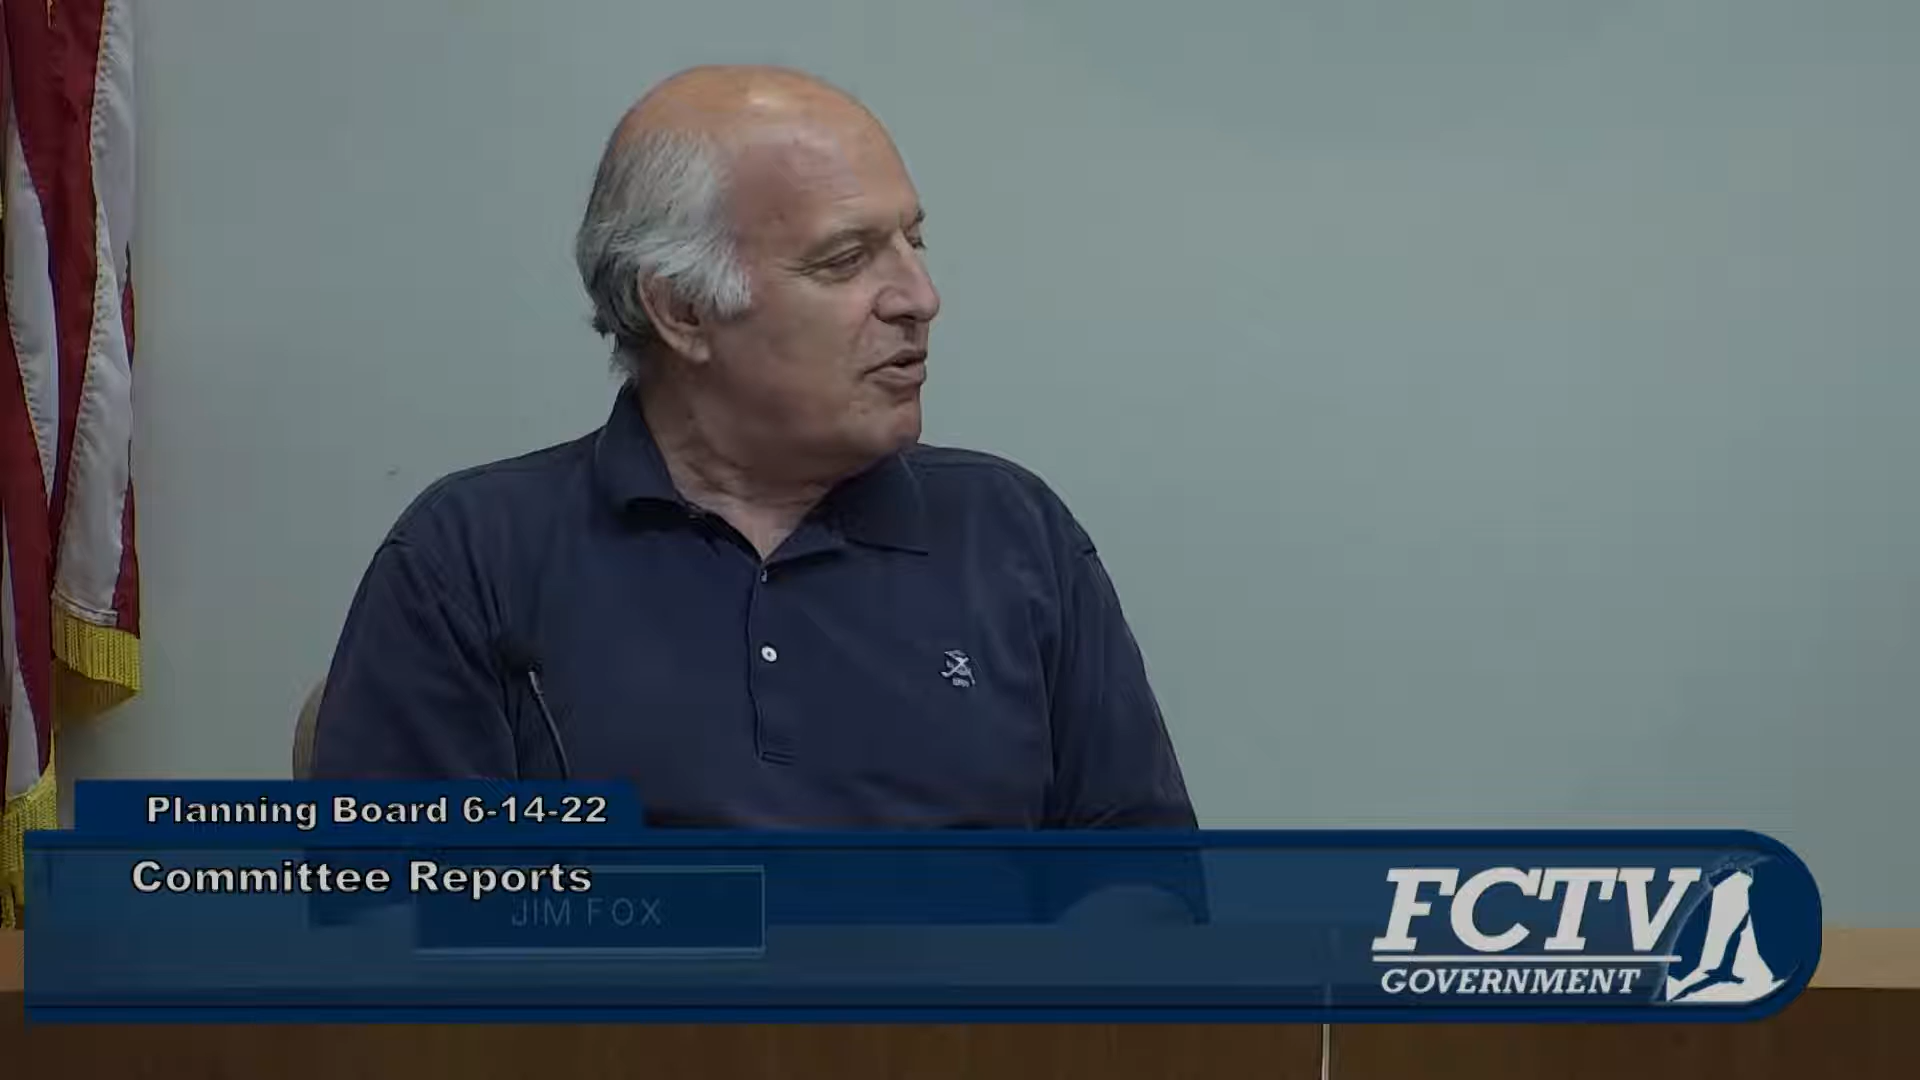 Planning Board 6-14-22
Committee Reports
JIM FOX
FCTV
GOVERNMENT